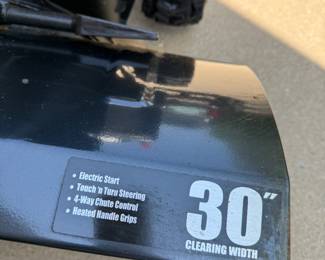 • Electric Start
• Touch 'n Turn Steering
• 4-Way Chute Control
• Heated Handle Grips
30"
CLEARING WIDTH